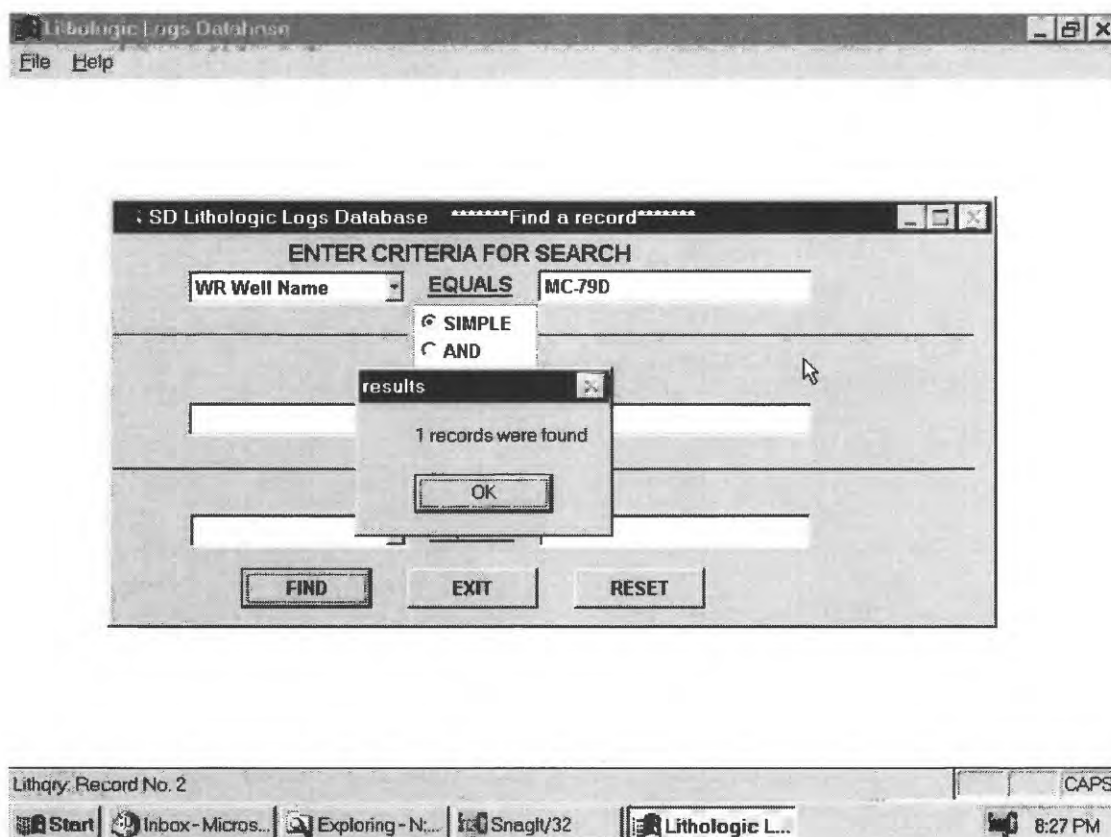 Lithologic Logs Database
File Help
SD Lithologic Logs Database *******Find a record*******
ENTER CRITERIA FOR SEARCH
WR Well Name EQUALS MC-79D
SIMPLE
AND
results
1 records were found
OK
FIND EXIT RESET
Lithqry: Record No. 2 CAPS
Start Inbox - Micros... Exploring - N:... SnagIt/32 Lithologic L... 8:27 PM